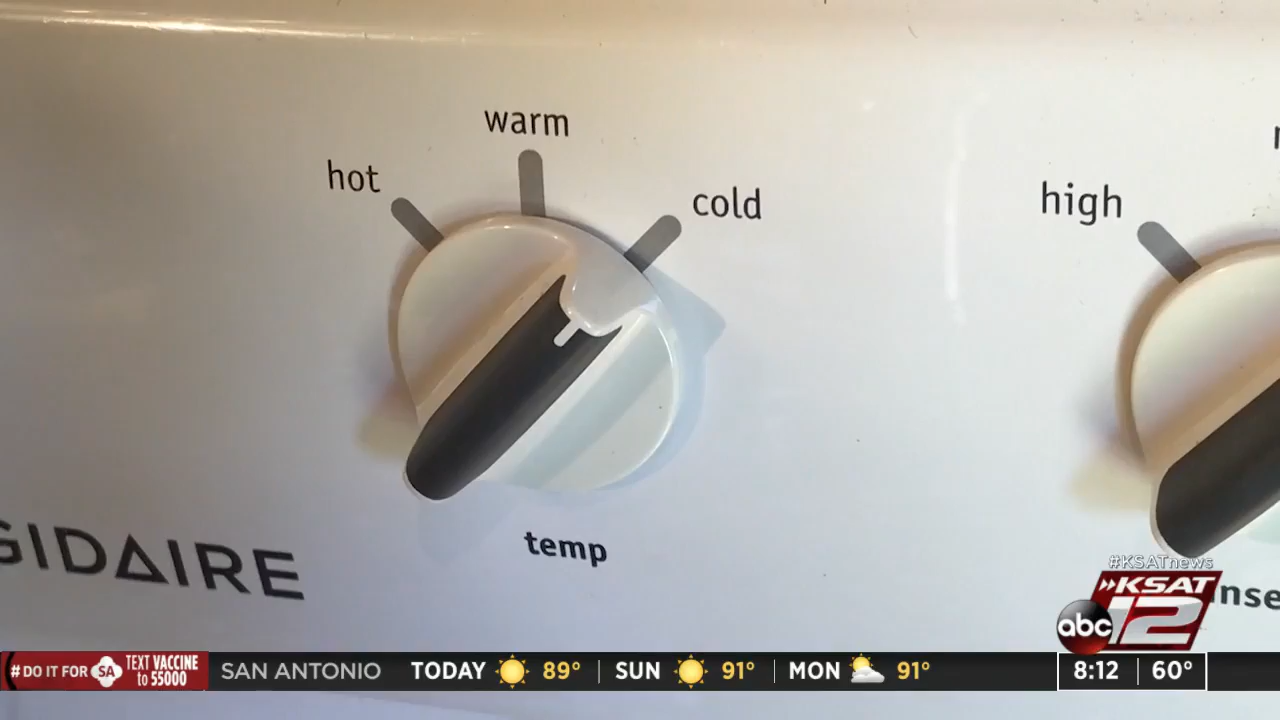 warm
hot
cold
high
GIDAIRE
temp
#KSATnews
KSAT
abc 12
# DO IT FOR SA TEXT VACCINE to 55000
SAN ANTONIO TODAY 89° SUN 91° MON 91° 8:12 60°